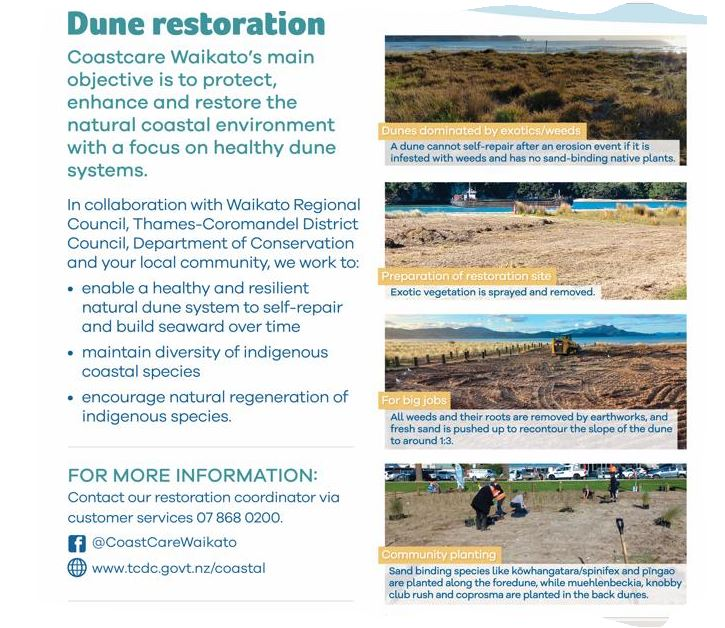 Dune restoration
Coastcare Waikato's main
objective is to protect,
enhance and restore the
natural coastal environment
with a focus on healthy dune
systems.
In collaboration with Waikato Regional
Council, Thames-Coromandel District
Council, Department of Conservation
and your local community, we work to:
• enable a healthy and resilient
natural dune system to self-repair
and build seaward over time
• maintain diversity of indigenous
coastal species
• encourage natural regeneration of
indigenous species.
FOR MORE INFORMATION:
Contact our restoration coordinator via
customer services 07 868 0200.
@CoastCareWaikato
www.tcdc.govt.nz/coastal
Dunes dominated by exotics/weeds
A dune cannot self-repair after an erosion event if it is
infested with weeds and has no sand-binding native plants.
Preparation of restoration site
Exotic vegetation is sprayed and removed.
For big jobs
All weeds and their roots are removed by earthworks, and
fresh sand is pushed up to recontour the slope of the dune
to around 1:3.
Community planting
Sand binding species like kōwhangatara/spinifex and pīngao
are planted along the foredune, while muehlenbeckia, knobby
club rush and coprosma are planted in the back dunes.